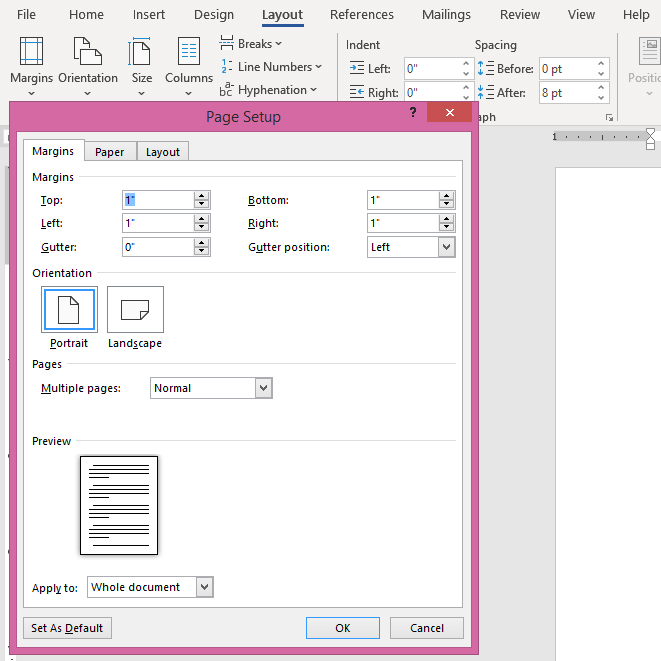 File Home Insert Design Layout References Mailings Review View Help
Margins Orientation Size Columns
Breaks
Line Numbers
bc
a-
Hyphenation
Indent Spacing
Left: 0" Before: 0 pt
Right: 0" After: 8 pt
Page Setup ?
Margins Paper Layout
Margins
Top: 1" Bottom: 1"
Left: 1" Right: 1"
Gutter: 0" Gutter position: Left
Orientation
Portrait Landscape
Pages
Multiple pages: Normal
Preview
Apply to: Whole document
Set As Default OK Cancel
1